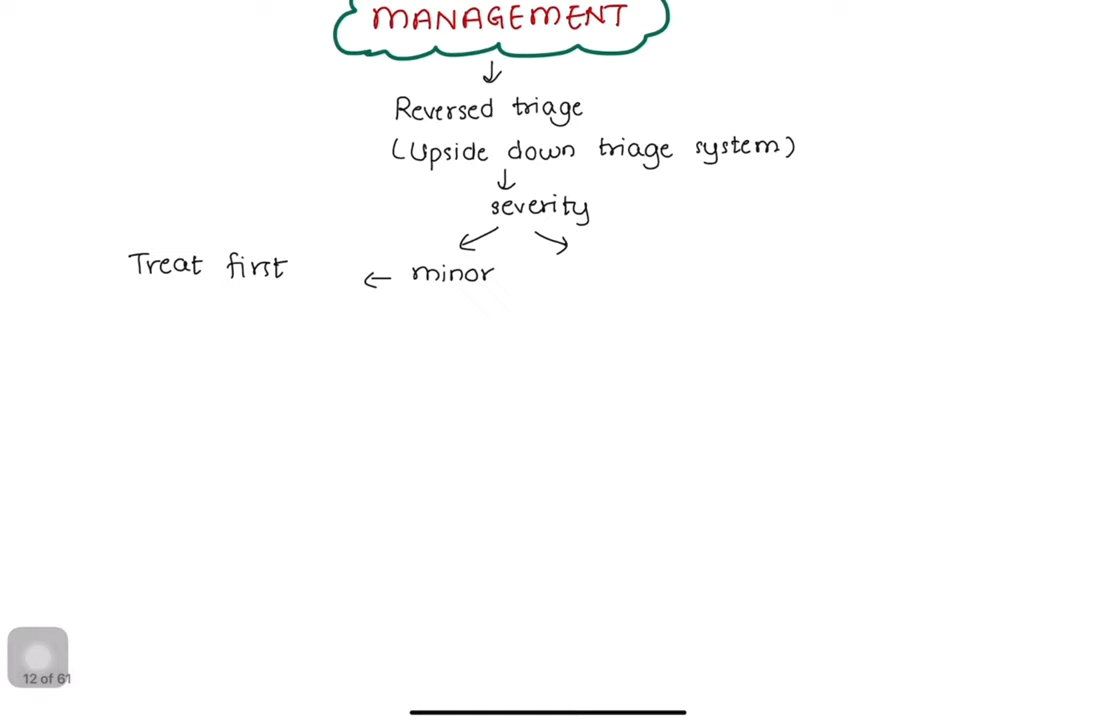 MANAGEMENT
Reversed triage
(Upside down triage system)
severity
Treat first ← minor
12 of 61